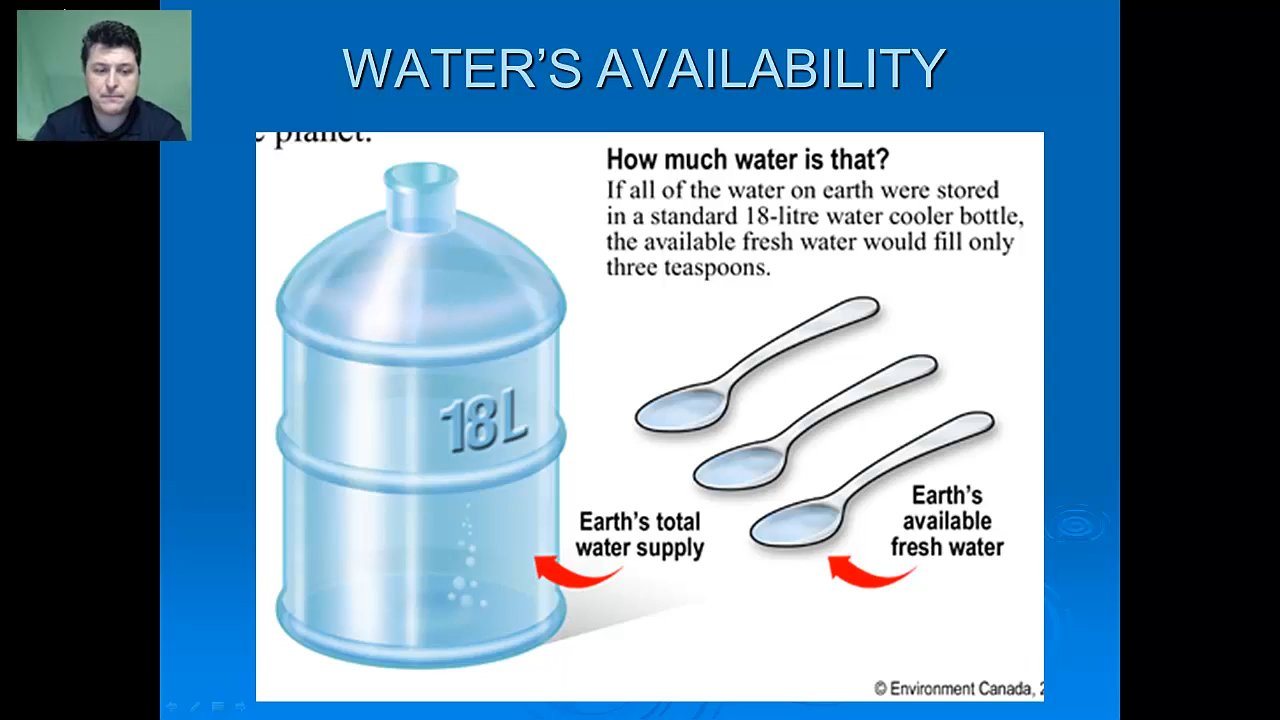 WATER'S AVAILABILITY
e planet.
How much water is that?
If all of the water on earth were stored
in a standard 18-litre water cooler bottle,
the available fresh water would fill only
three teaspoons.
18L
Earth's total
water supply
Earth's
available
fresh water
© Environment Canada, 2